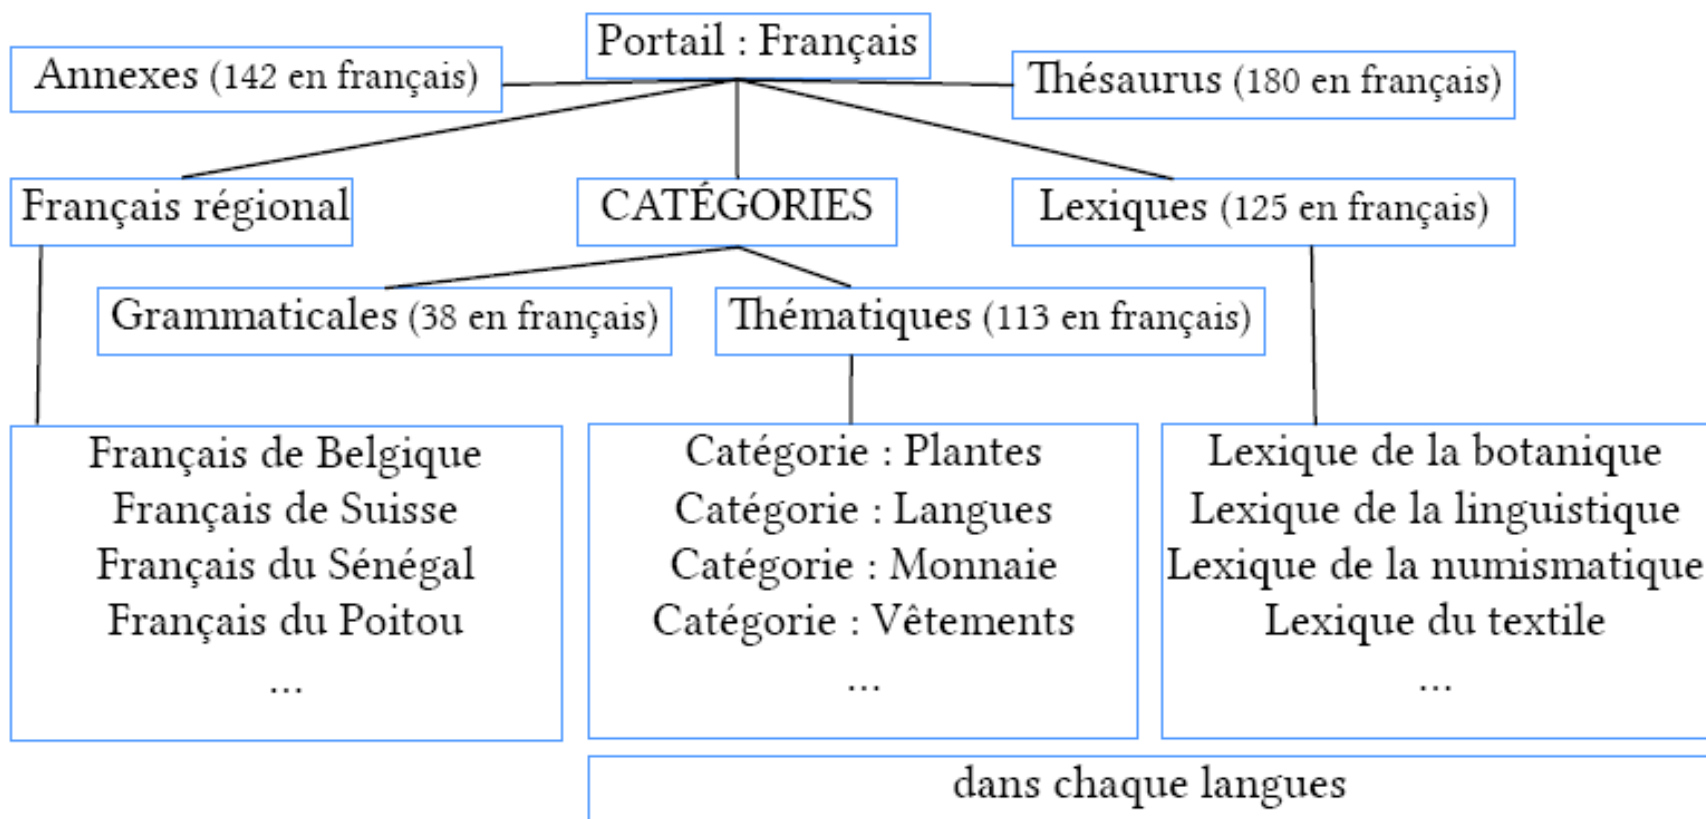 Portail : Français
Annexes (142 en français)
Thésaurus (180 en français)
Français régional
CATÉGORIES
Lexiques (125 en français)
Grammaticales (38 en français)
Thématiques (113 en français)
Français de Belgique
Français de Suisse
Français du Sénégal
Français du Poitou
...
Catégorie : Plantes
Catégorie : Langues
Catégorie : Monnaie
Catégorie : Vêtements
...
Lexique de la botanique
Lexique de la linguistique
Lexique de la numismatique
Lexique du textile
...
dans chaque langues